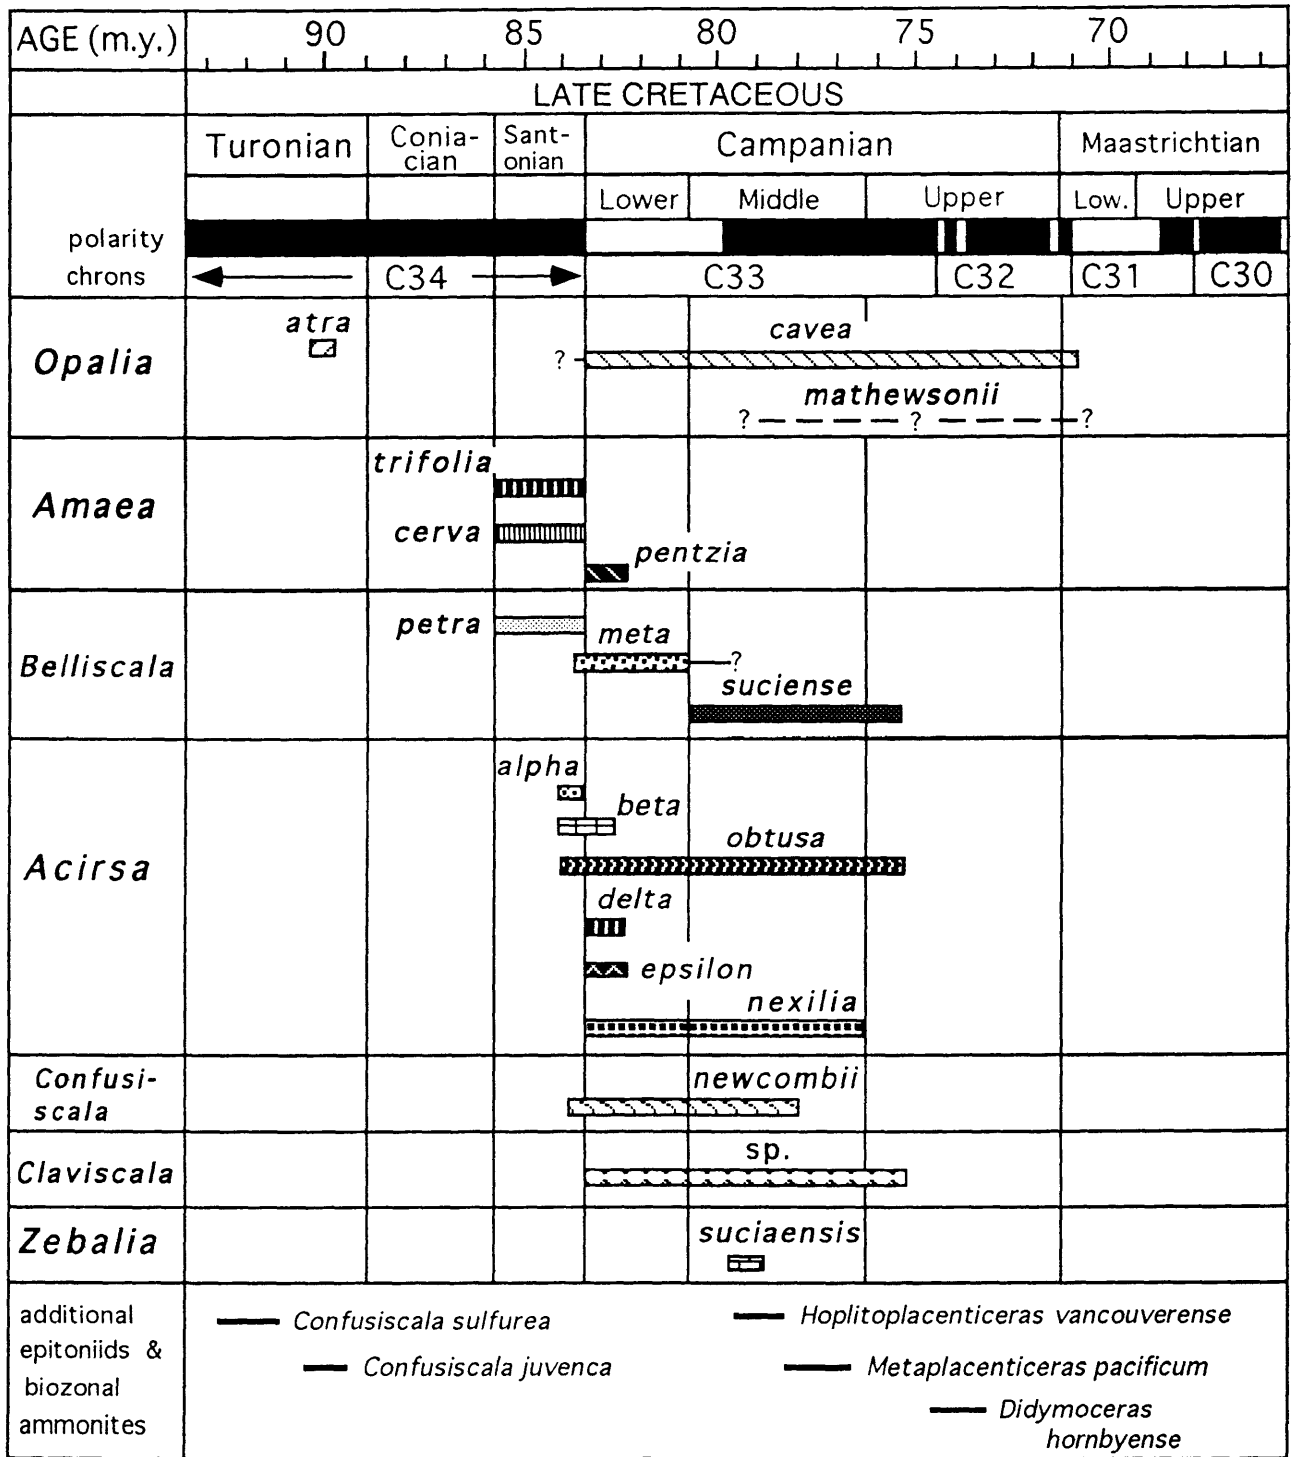 AGE (m.y.) 90 85 80 75 70
LATE CRETACEOUS
Turonian Conia- Sant- Campanian Maastrichtian
cian onian
Lower Middle Upper Low. Upper
polarity
chrons C34 C33 C32 C31 C30
atra cavea
Opalia ?
mathewsonii
? ? ?
trifolia
Amaea
cerva
pentzia
petra meta
Belliscala ?
suciense
alpha
beta
obtusa
Acirsa
delta
epsilon
nexilia
Confusi- newcombii
scala
sp.
Claviscala
suciaensis
Zebalia
additional Confusiscala sulfurea Hoplitoplacenticeras vancouverense
epitoniids &
Confusiscala juvenca Metaplacenticeras pacificum
biozonal
ammonites Didymoceras
hornbyense